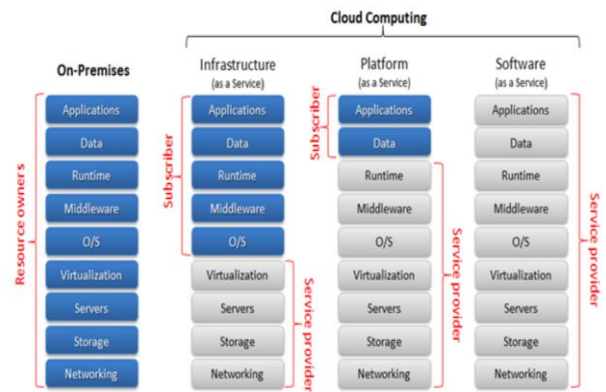 Cloud Computing
On-Premises
Infrastructure
(as a Service)
Platform
(as a Service)
Software
(as a Service)
Resource owners
Applications
Data
Runtime
Middleware
O/S
Virtualization
Servers
Storage
Networking
Subscriber
Applications
Data
Runtime
Middleware
O/S
Virtualization
Servers
Storage
Networking
Service provider
Subscriber
Applications
Data
Runtime
Middleware
O/S
Virtualization
Servers
Storage
Networking
Service provider
Applications
Data
Runtime
Middleware
O/S
Virtualization
Servers
Storage
Networking
Service provider